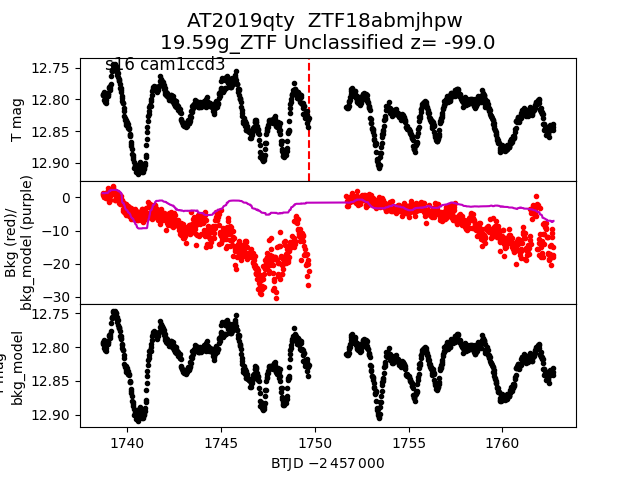 AT2019qty ZTF18abmjhpw
19.59g_ZTF Unclassified z= -99.0
s16 cam1ccd3
12.75
12.80
12.85
12.90
T mag
0
−10
−20
−30
Bkg (red)/
bkg_model (purple)
12.75
12.80
12.85
12.90
mag
bkg_model
1740
1745
1750
1755
1760
BTJD −2 457 000